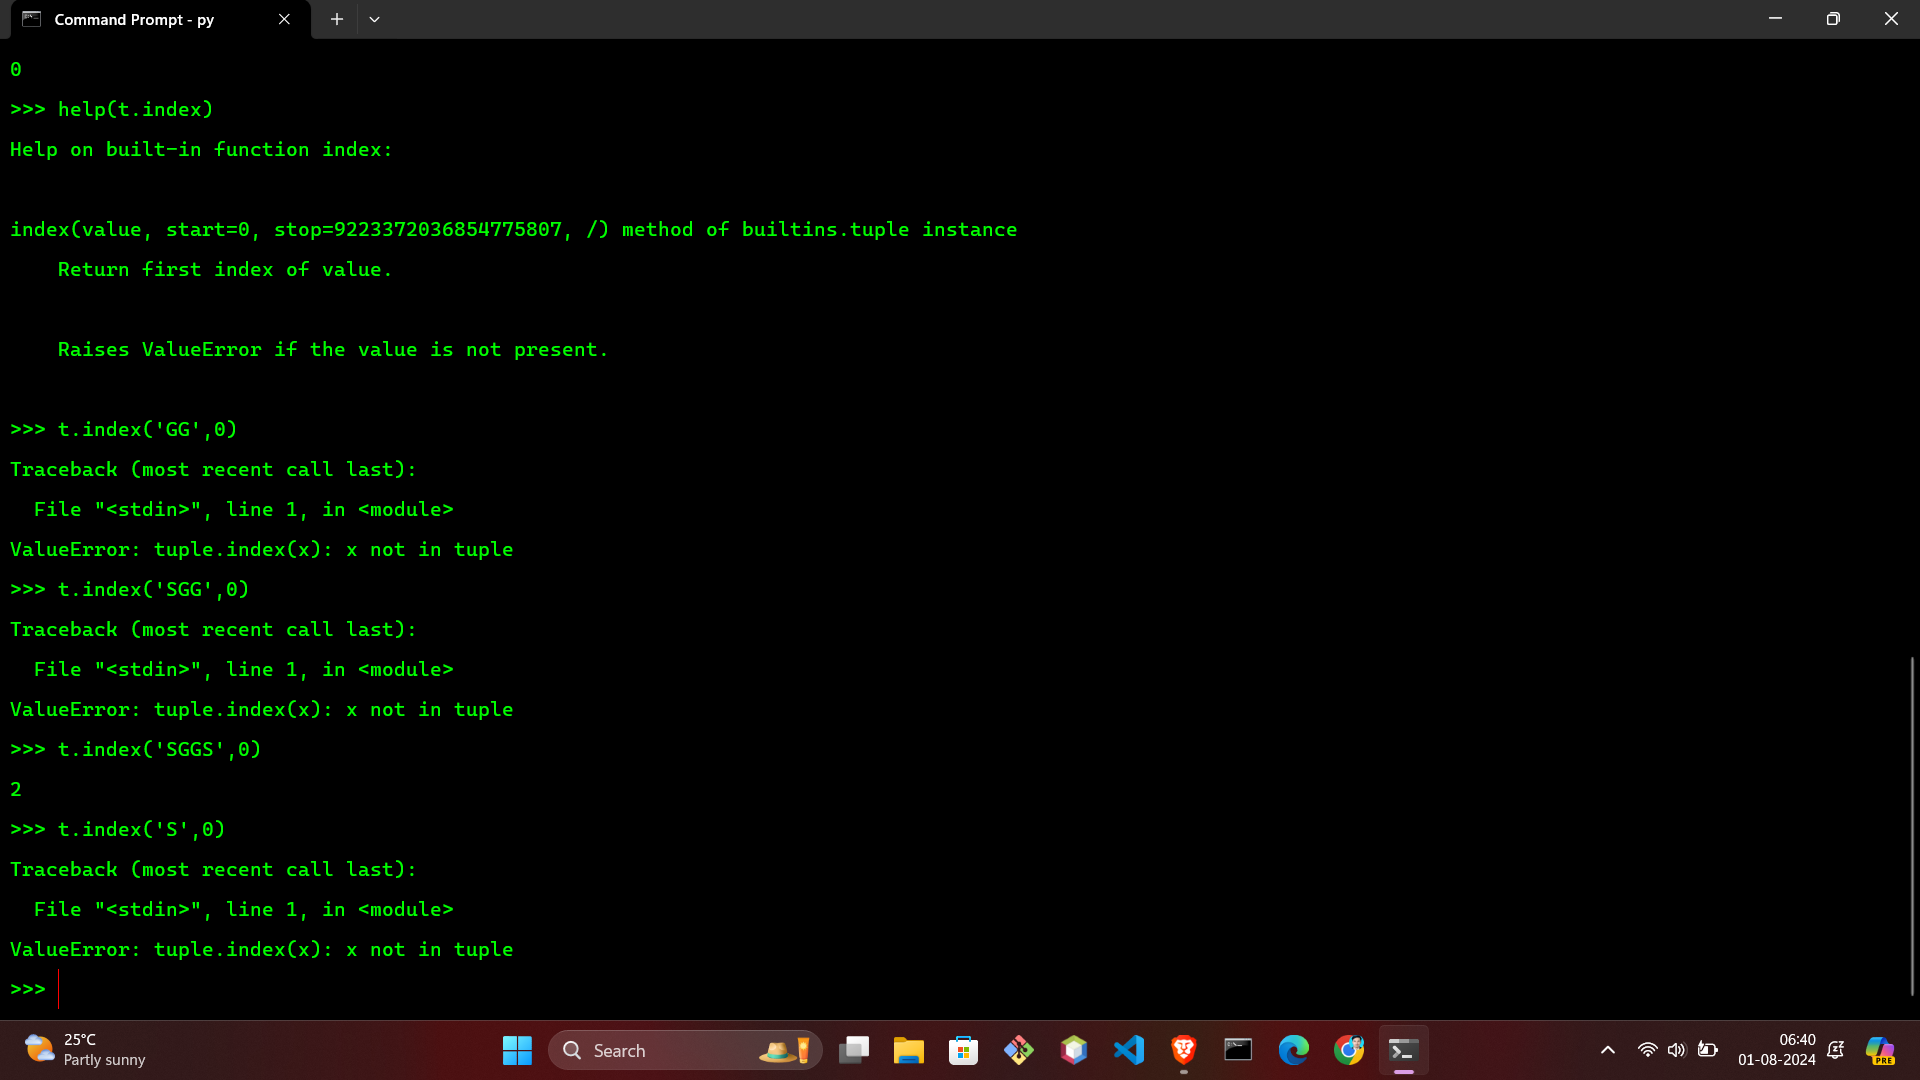 Command Prompt - py
0
>>> help(t.index)
Help on built-in function index:
index(value, start=0, stop=9223372036854775807, /) method of builtins.tuple instance
    Return first index of value.
    Raises ValueError if the value is not present.
>>> t.index('GG',0)
Traceback (most recent call last):
  File "<stdin>", line 1, in <module>
ValueError: tuple.index(x): x not in tuple
>>> t.index('SGG',0)
Traceback (most recent call last):
  File "<stdin>", line 1, in <module>
ValueError: tuple.index(x): x not in tuple
>>> t.index('SGGS',0)
2
>>> t.index('S',0)
Traceback (most recent call last):
  File "<stdin>", line 1, in <module>
ValueError: tuple.index(x): x not in tuple
>>>
25°C
Partly sunny
Search
06:40
01-08-2024
PRE